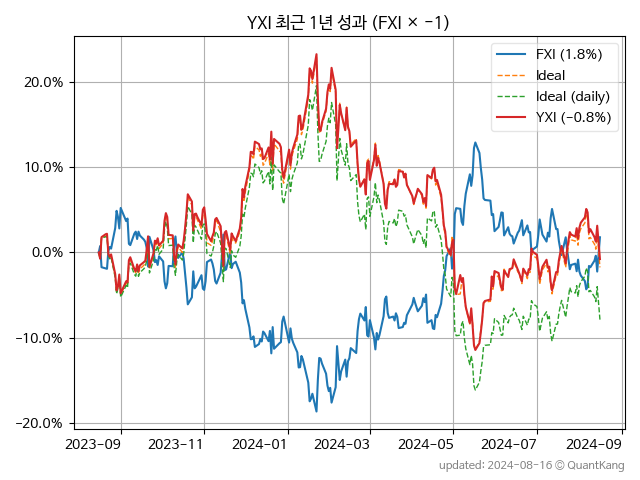 YXI 최근 1년 성과 (FXI × −1)
FXI (1.8%)
Ideal
Ideal (daily)
YXI (−0.8%)
20.0%
10.0%
0.0%
−10.0%
−20.0%
2023-09 2023-11 2024-01 2024-03 2024-05 2024-07 2024-09
updated: 2024-08-16 © QuantKang